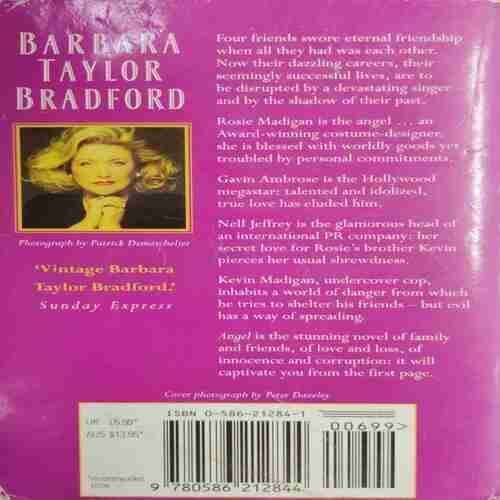 BARBARA
TAYLOR
BRADFORD
Photograph by Patrick Demarchelier
'Vintage Barbara
Taylor Bradford.'
Sunday Express
Four friends swore eternal friendship
when all they had was each other.
Now their dazzling careers, their
seemingly successful lives, are to
be disrupted by a devastating singer
and by the shadow of their past.
Rosie Madigan is the angel ... an
Award-winning costume-designer,
she is blessed with worldly goods yet
troubled by personal commitments.
Gavin Ambrose is the Hollywood
megastar: talented and idolized,
true love has eluded him.
Nell Jeffrey is the glamorous head of
an international PR company: her
secret love for Rosie's brother Kevin
pierces her usual shrewdness.
Kevin Madigan, undercover cop,
inhabits a world of danger from which
he tries to shelter his friends – but evil
has a way of spreading.
Angel is the stunning novel of family
and friends, of love and loss, of
innocence and corruption: it will
captivate you from the first page.
Cover photograph by Peter Dazeley
ISBN 0-586-21284-1
00699>
UK £5.99*
AUS $13.95*
*recommended
price
9 780586 212844